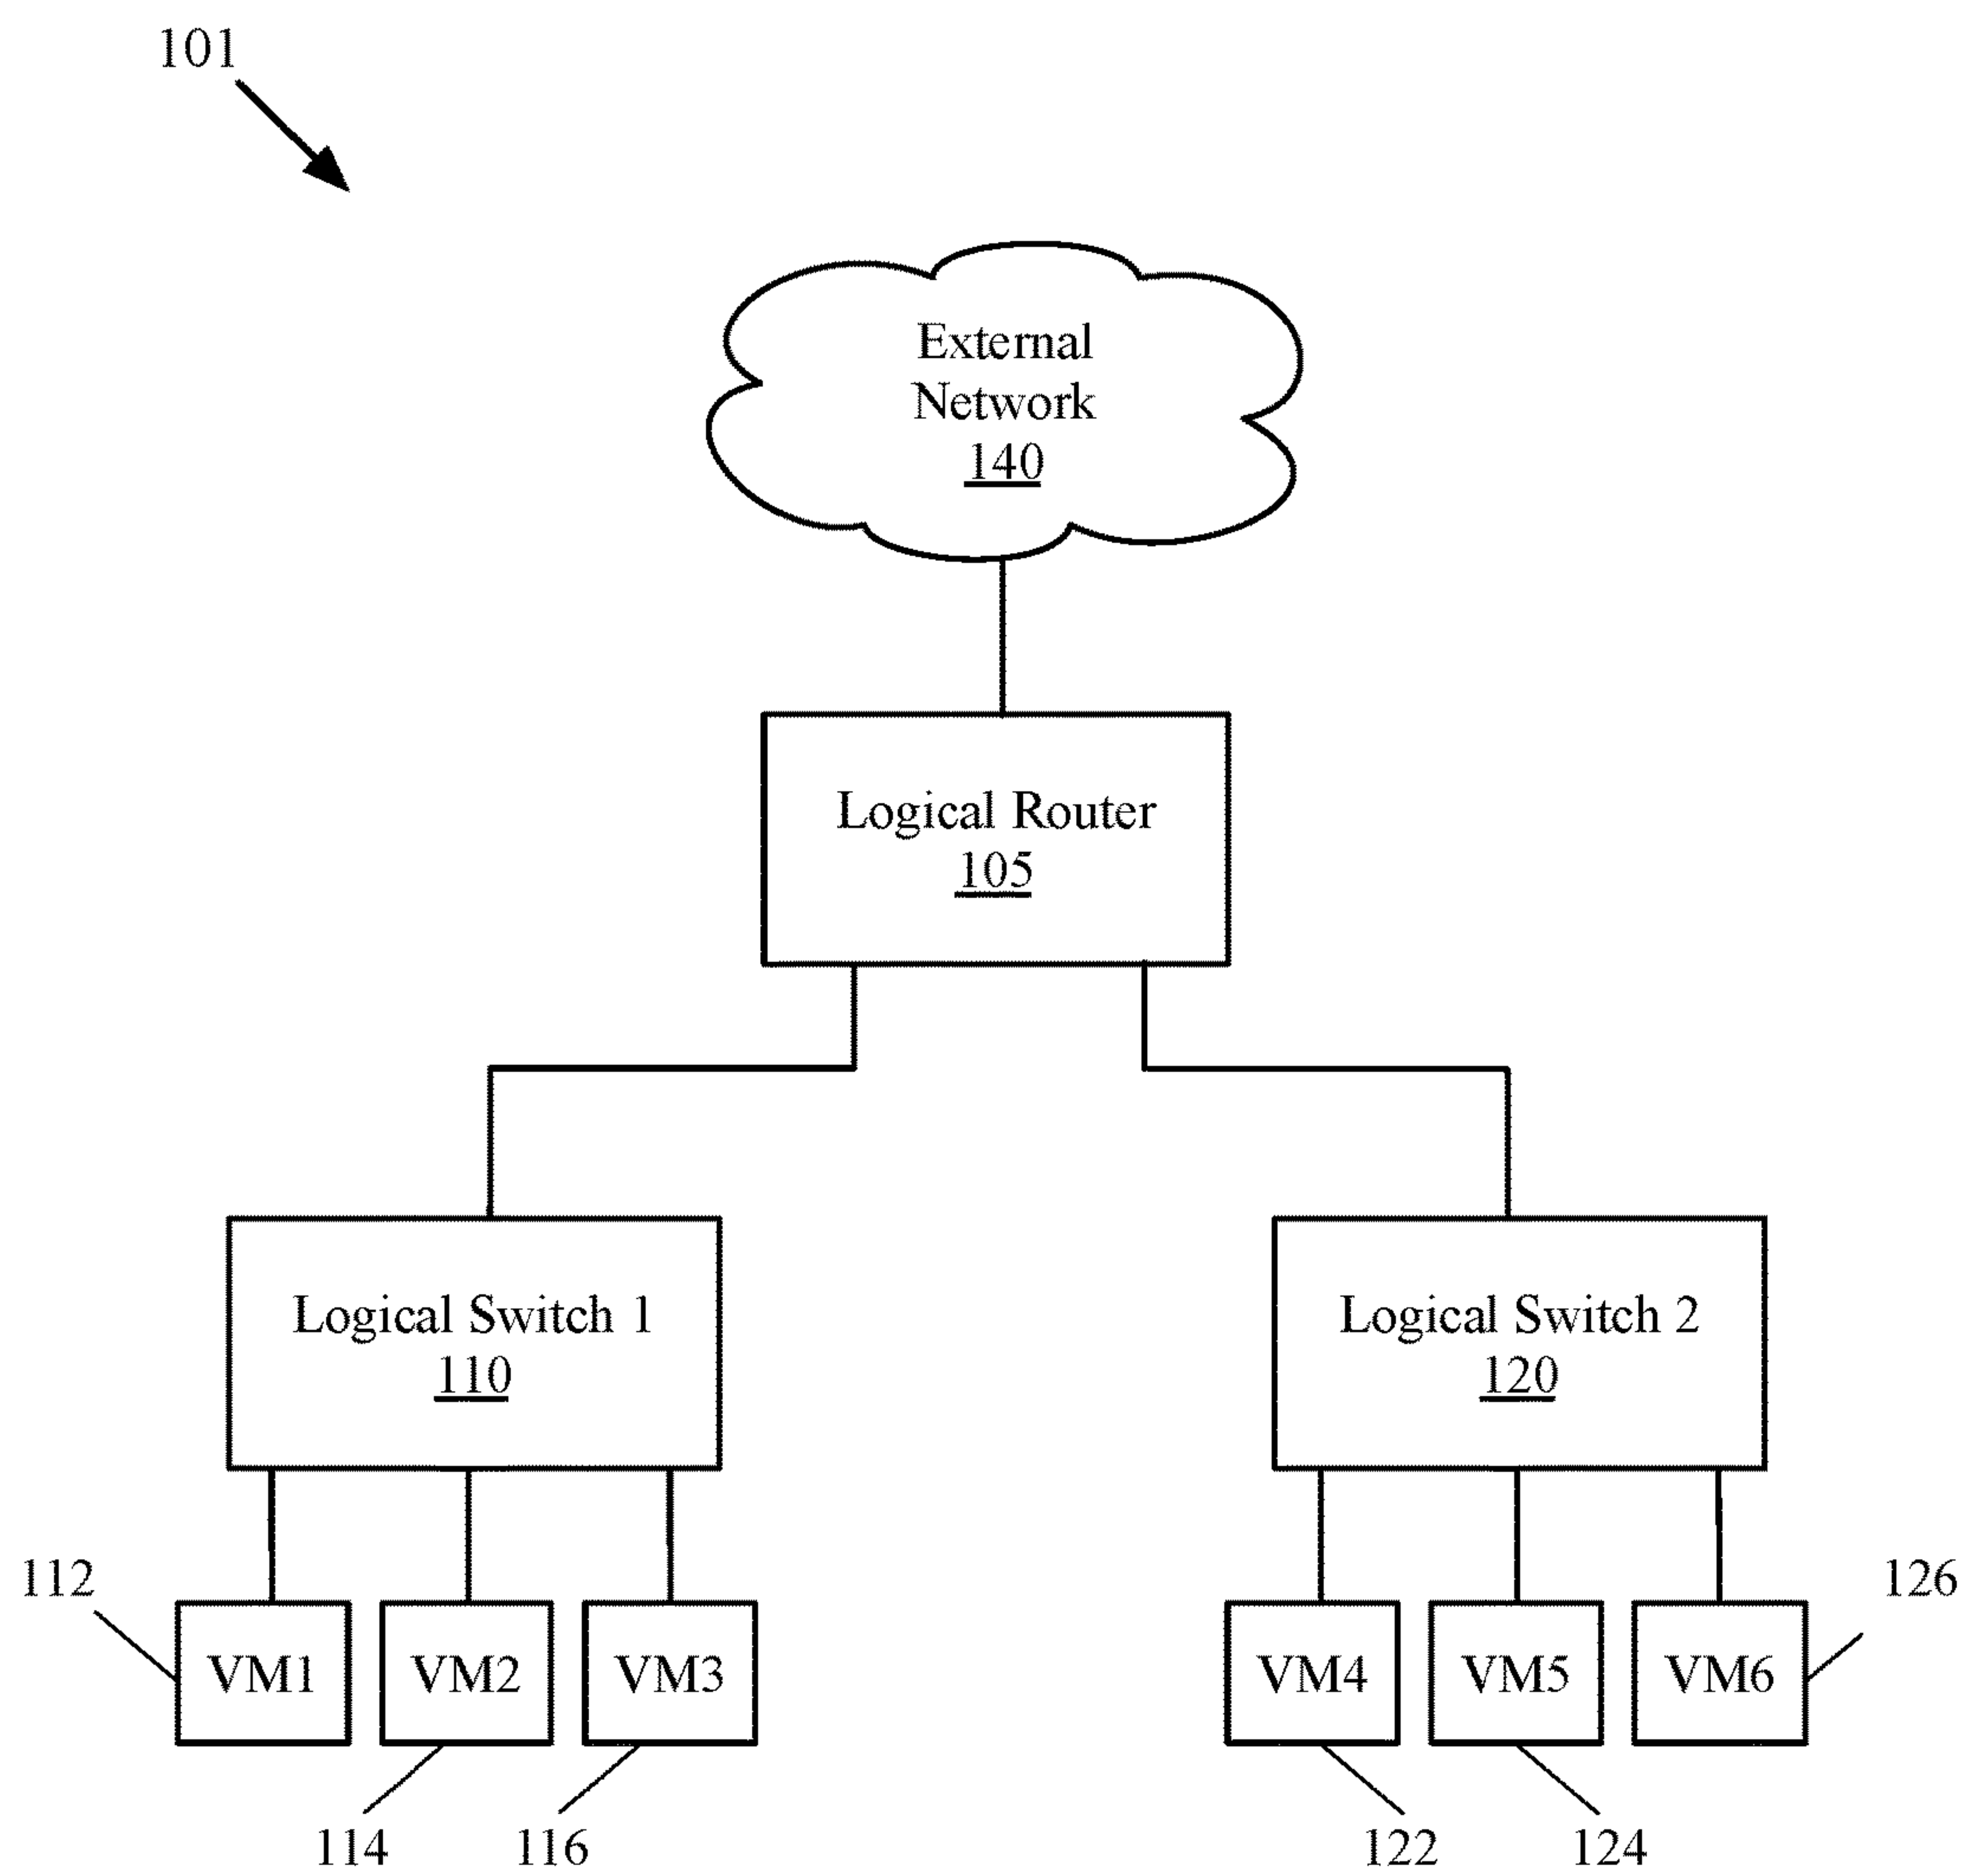 101
External
Network
140
Logical Router
105
Logical Switch 1
110
Logical Switch 2
120
112
VM1
VM2
VM3
VM4
VM5
VM6
126
114
116
122
124